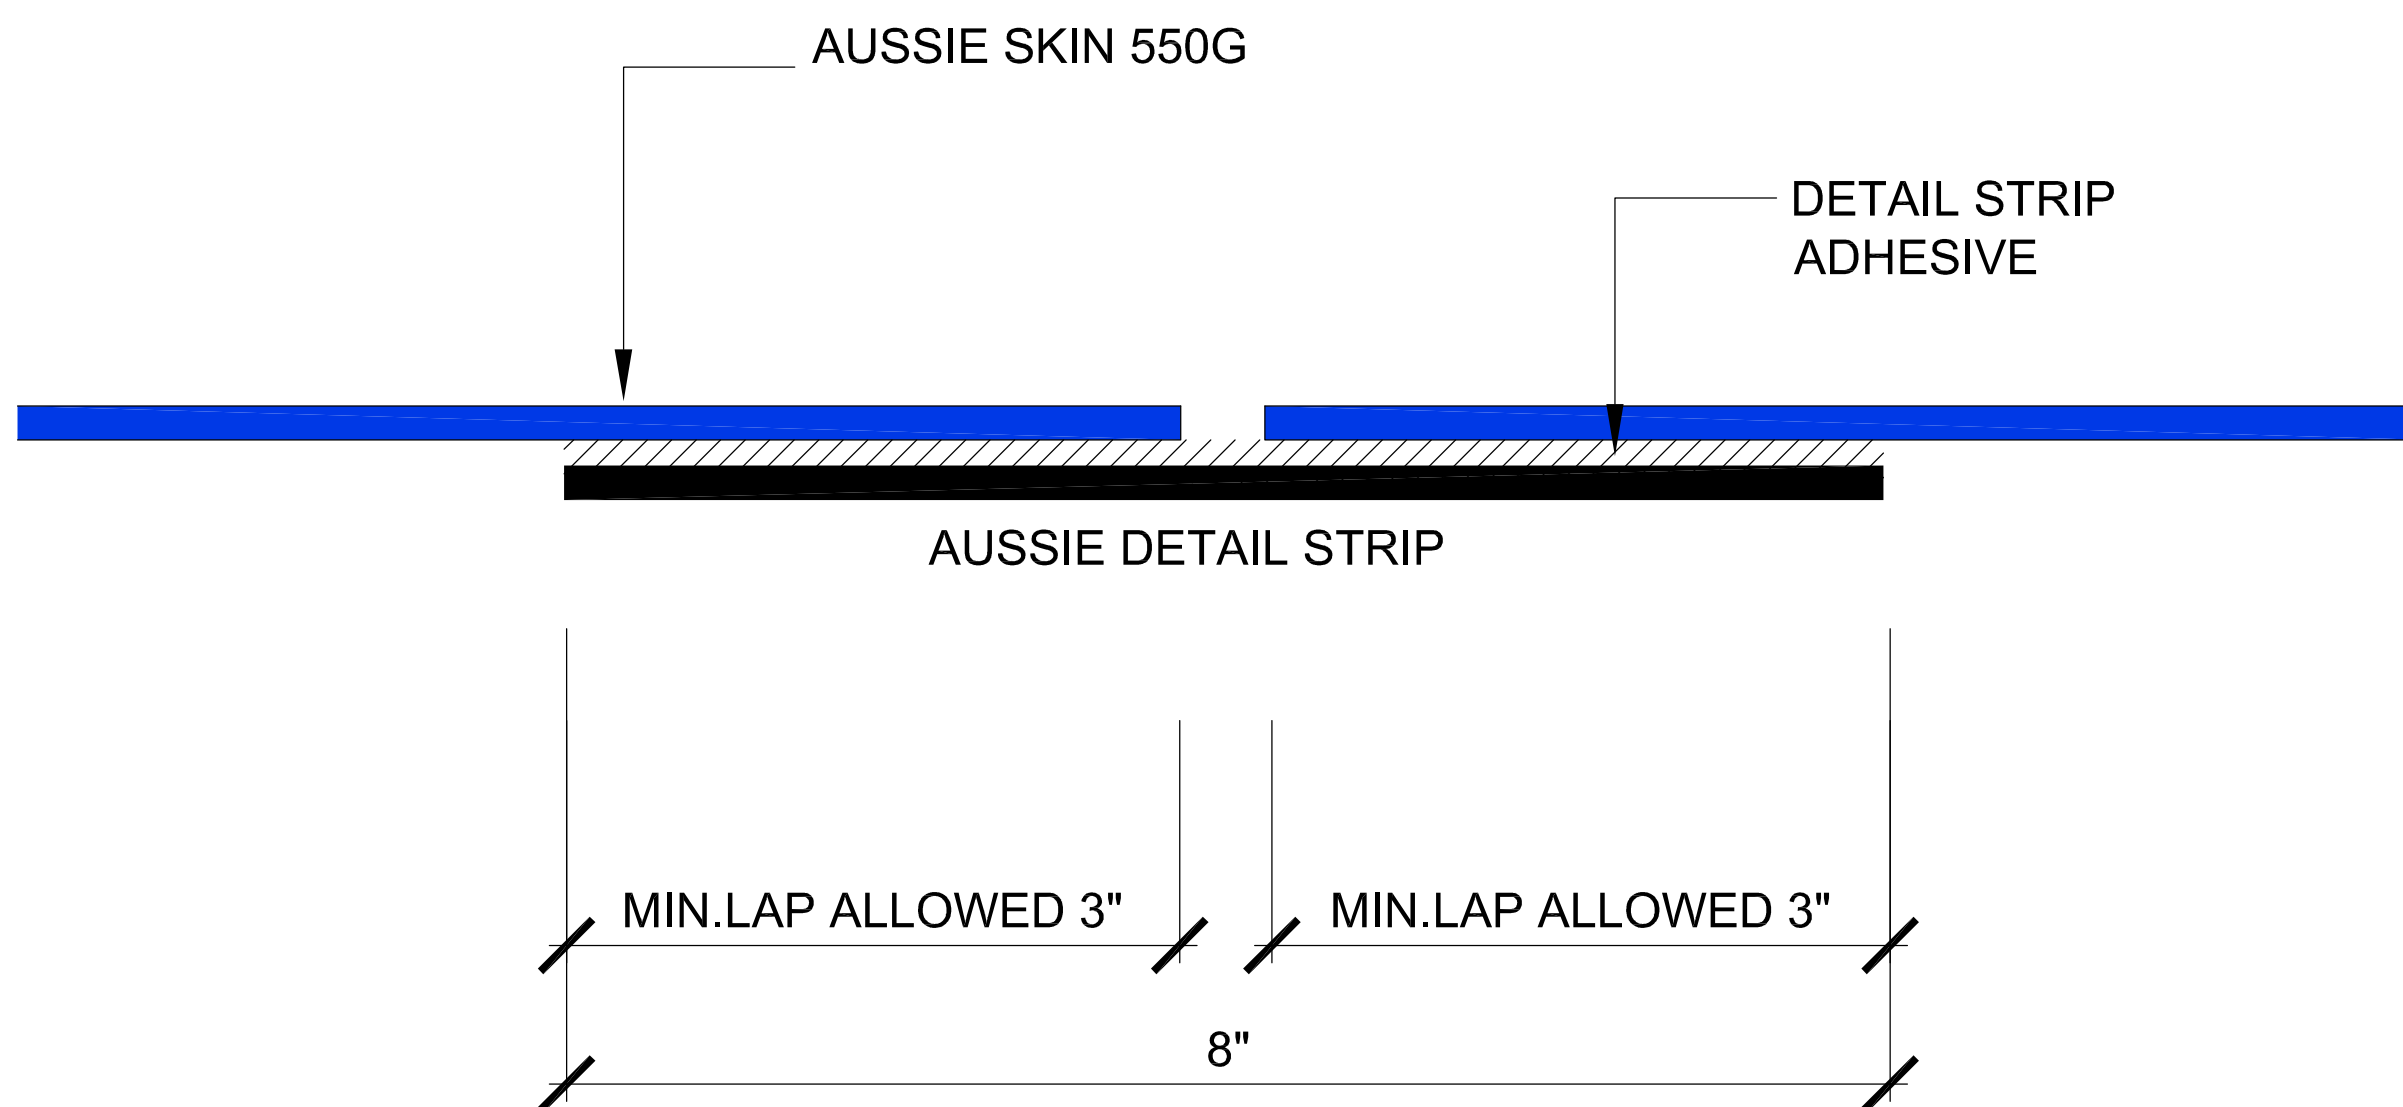 AUSSIE SKIN 550G
DETAIL STRIP
ADHESIVE
AUSSIE DETAIL STRIP
MIN.LAP ALLOWED 3" MIN.LAP ALLOWED 3"
8"